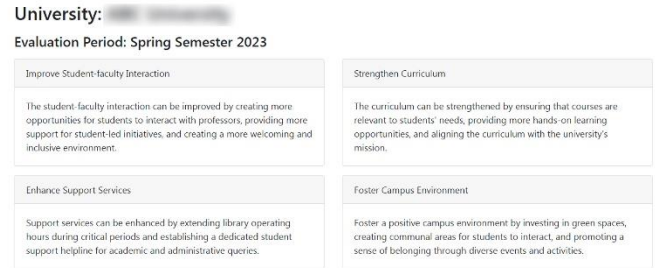 University:
Evaluation Period: Spring Semester 2023
Improve Student-faculty Interaction
The student-faculty interaction can be improved by creating more
opportunities for students to interact with professors, providing more
support for student-led initiatives, and creating a more welcoming and
inclusive environment.
Strengthen Curriculum
The curriculum can be strengthened by ensuring that courses are
relevant to students' needs, providing more hands-on learning
opportunities, and aligning the curriculum with the university's
mission.
Enhance Support Services
Support services can be enhanced by extending library operating
hours during critical periods and establishing a dedicated student
support helpline for academic and administrative queries.
Foster Campus Environment
Foster a positive campus environment by investing in green spaces,
creating communal areas for students to interact, and promoting a
sense of belonging through diverse events and activities.